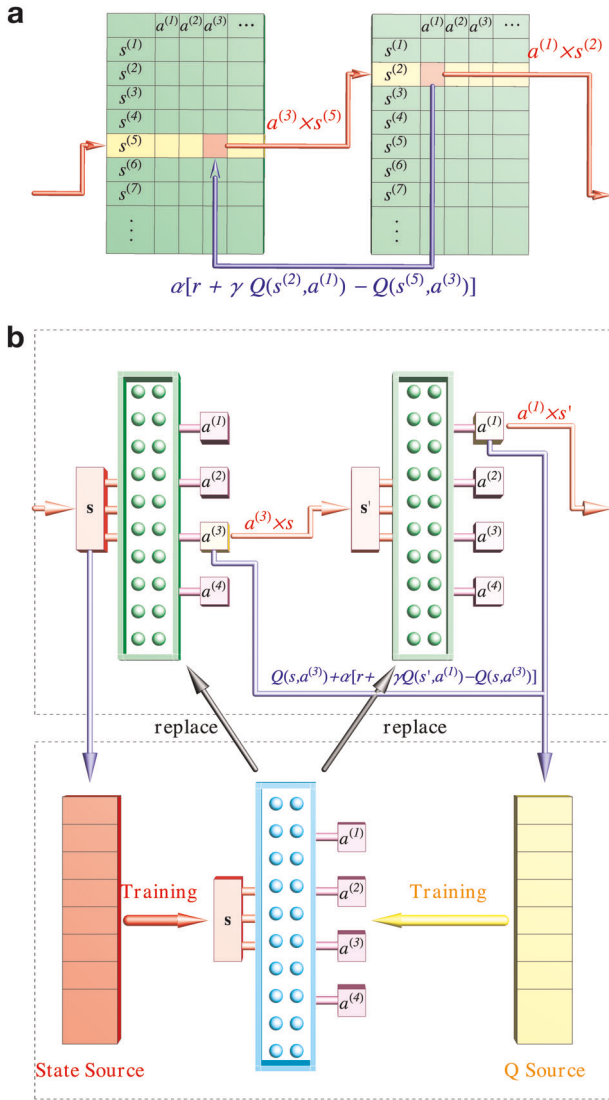 a
a⁽¹⁾ a⁽²⁾ a⁽³⁾ ⋯
s⁽¹⁾
s⁽²⁾
s⁽³⁾
s⁽⁴⁾
s⁽⁵⁾
s⁽⁶⁾
s⁽⁷⁾
⋮
a⁽³⁾×s⁽⁵⁾
a⁽¹⁾ a⁽²⁾ a⁽³⁾ ⋯
s⁽¹⁾
s⁽²⁾
s⁽³⁾
s⁽⁴⁾
s⁽⁵⁾
s⁽⁶⁾
s⁽⁷⁾
⋮
a⁽¹⁾×s⁽²⁾
α[r + γ Q(s⁽²⁾,a⁽¹⁾) − Q(s⁽⁵⁾,a⁽³⁾)]
b
s
a⁽¹⁾
a⁽²⁾
a⁽³⁾
a⁽⁴⁾
a⁽³⁾×s
s'
a⁽¹⁾
a⁽²⁾
a⁽³⁾
a⁽⁴⁾
a⁽¹⁾×s'
Q(s,a⁽³⁾)+α[r+ γQ(s',a⁽¹⁾)−Q(s,a⁽³⁾)]
replace
replace
Training
s
a⁽¹⁾
a⁽²⁾
a⁽³⁾
a⁽⁴⁾
Training
State Source
Q Source